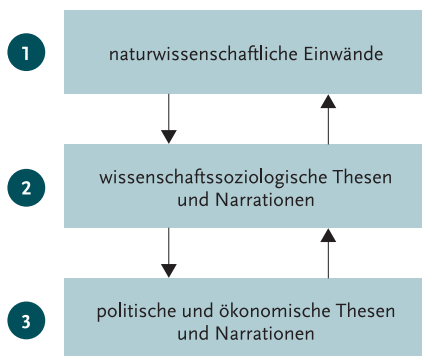 1
naturwissenschaftliche Einwände
2
wissenschaftssoziologische Thesen
und Narrationen
3
politische und ökonomische Thesen
und Narrationen